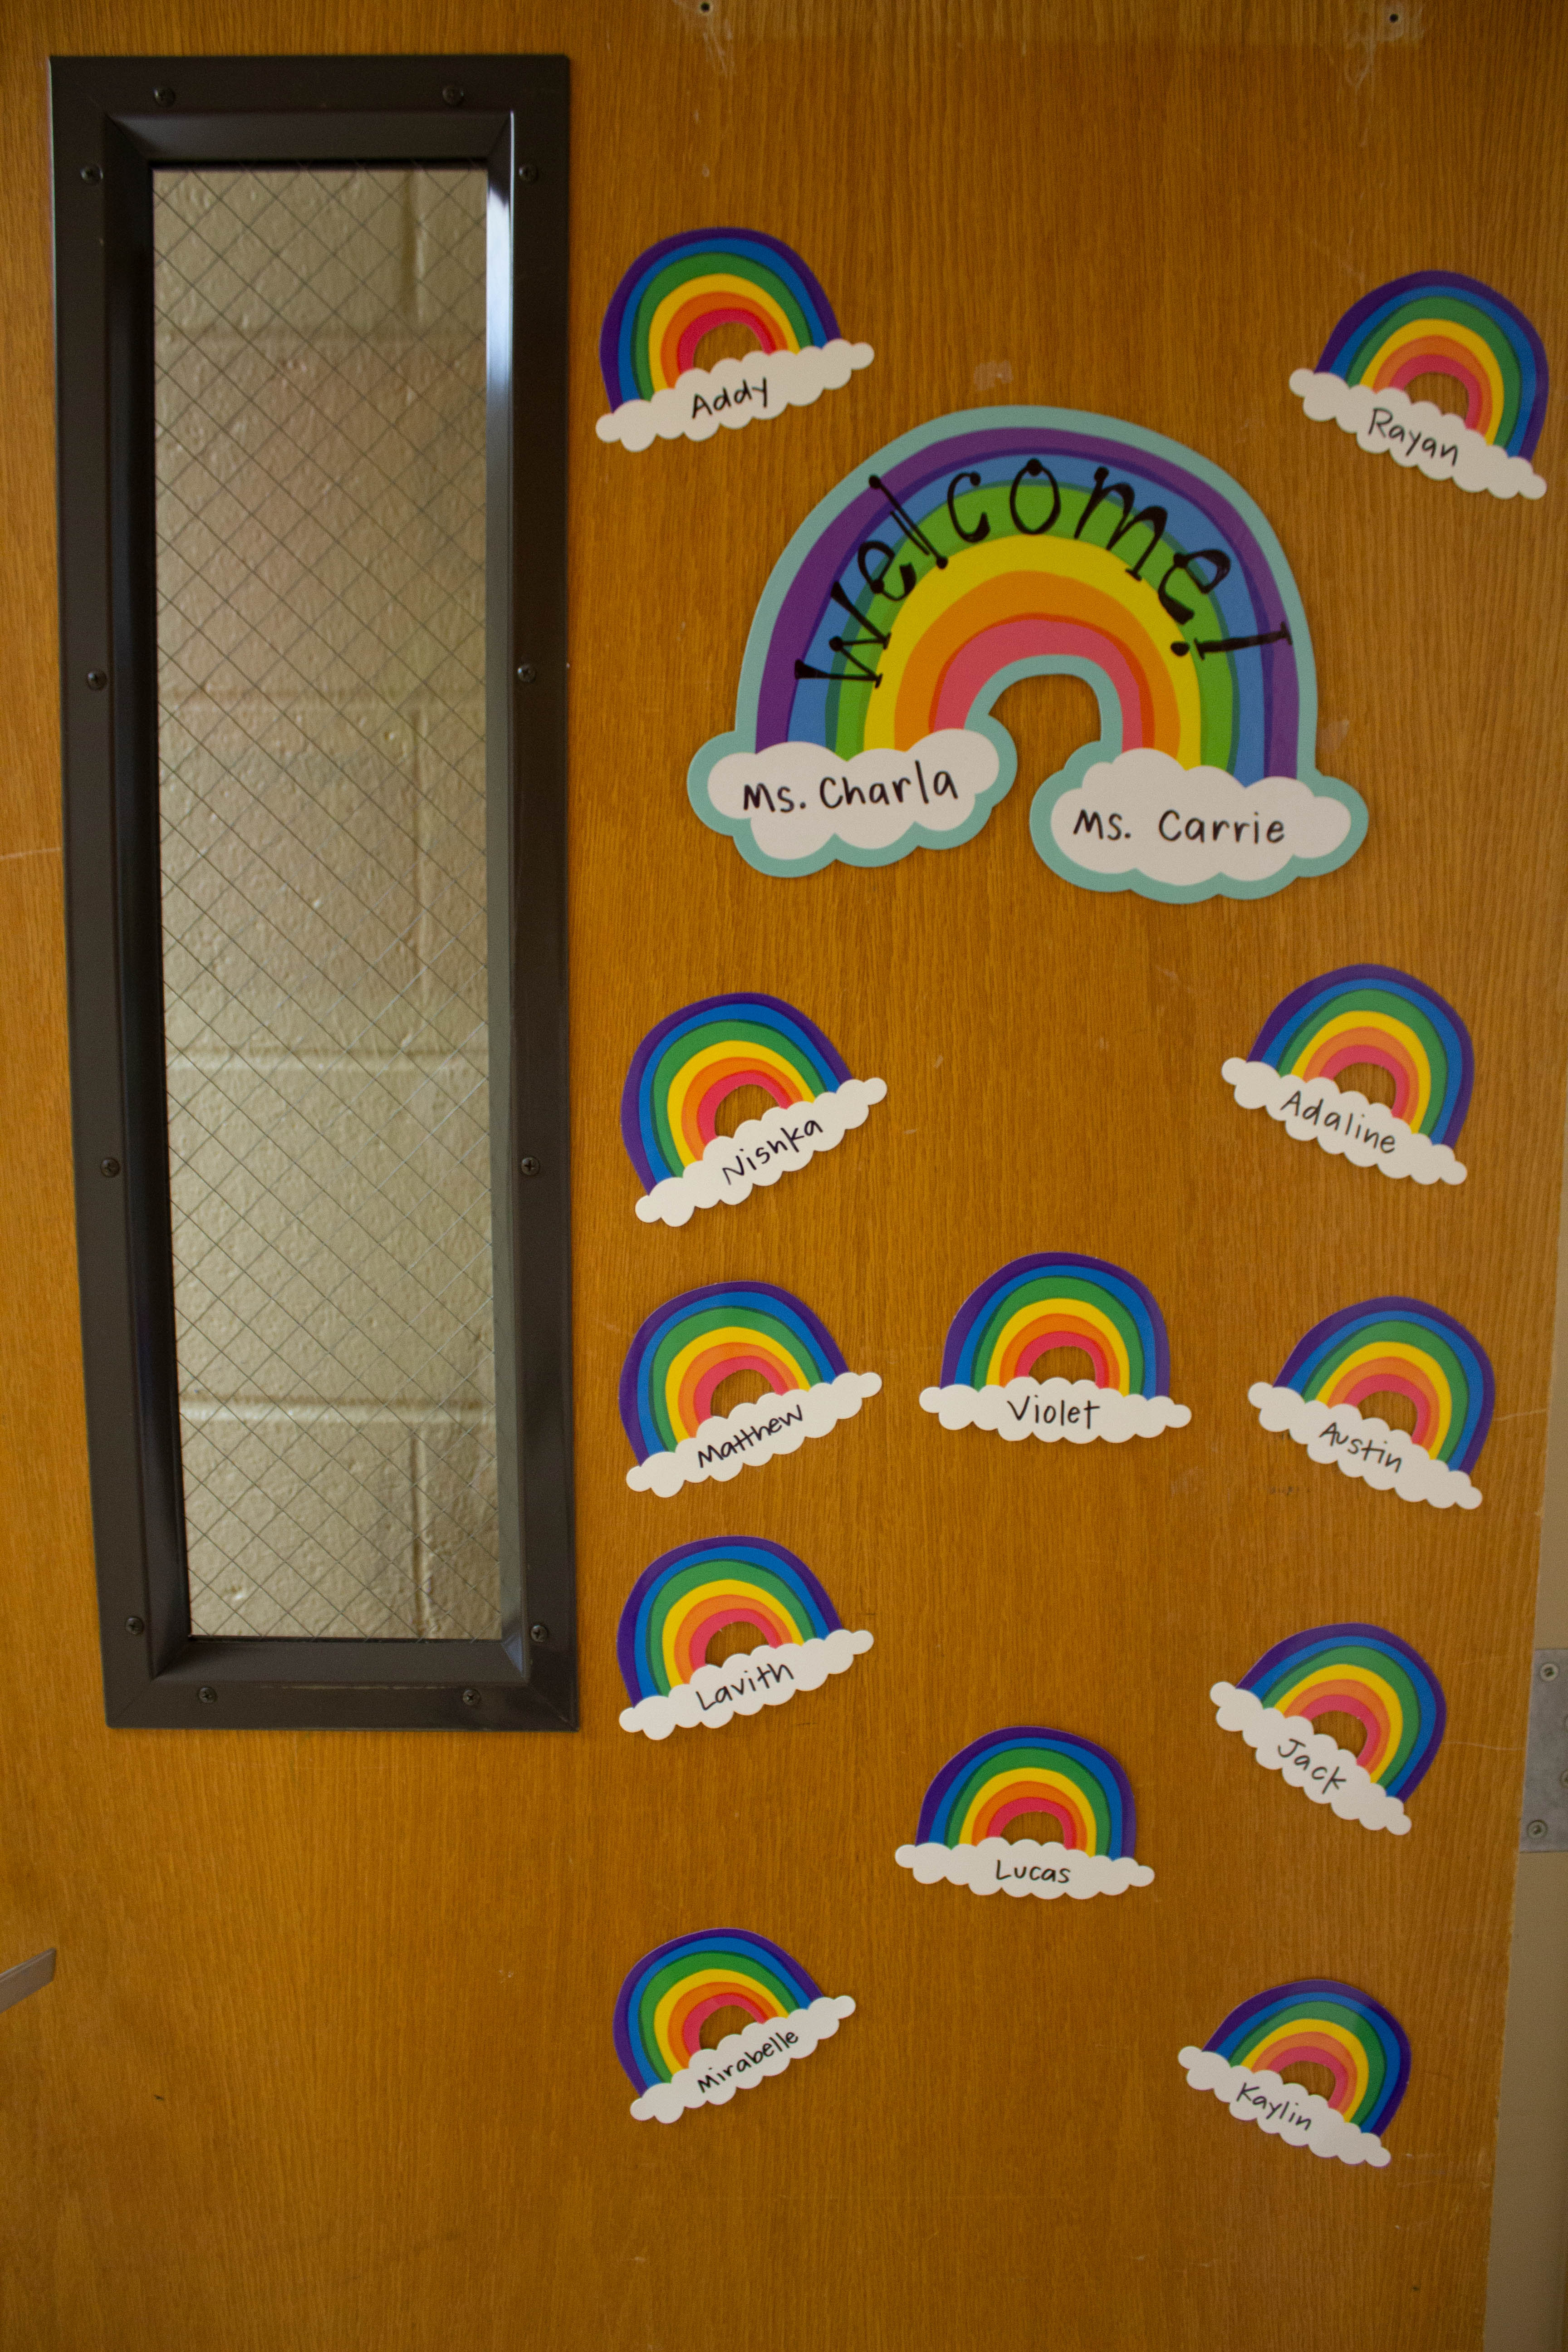 Addy
Rayan
Welcome!
Ms. Charla
Ms. Carrie
Nishka
Adaline
Matthew
Violet
Austin
Lavith
Jack
Lucas
Mirabelle
Kaylin